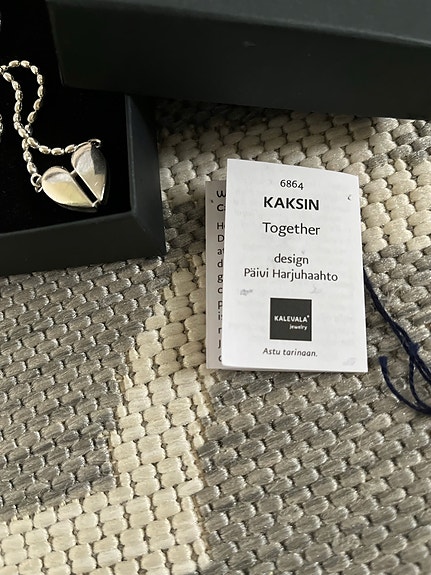 6864
KAKSIN
Together
design
Päivi Harjuhaahto
KALEVALA®
jewelry
Astu tarinaan.